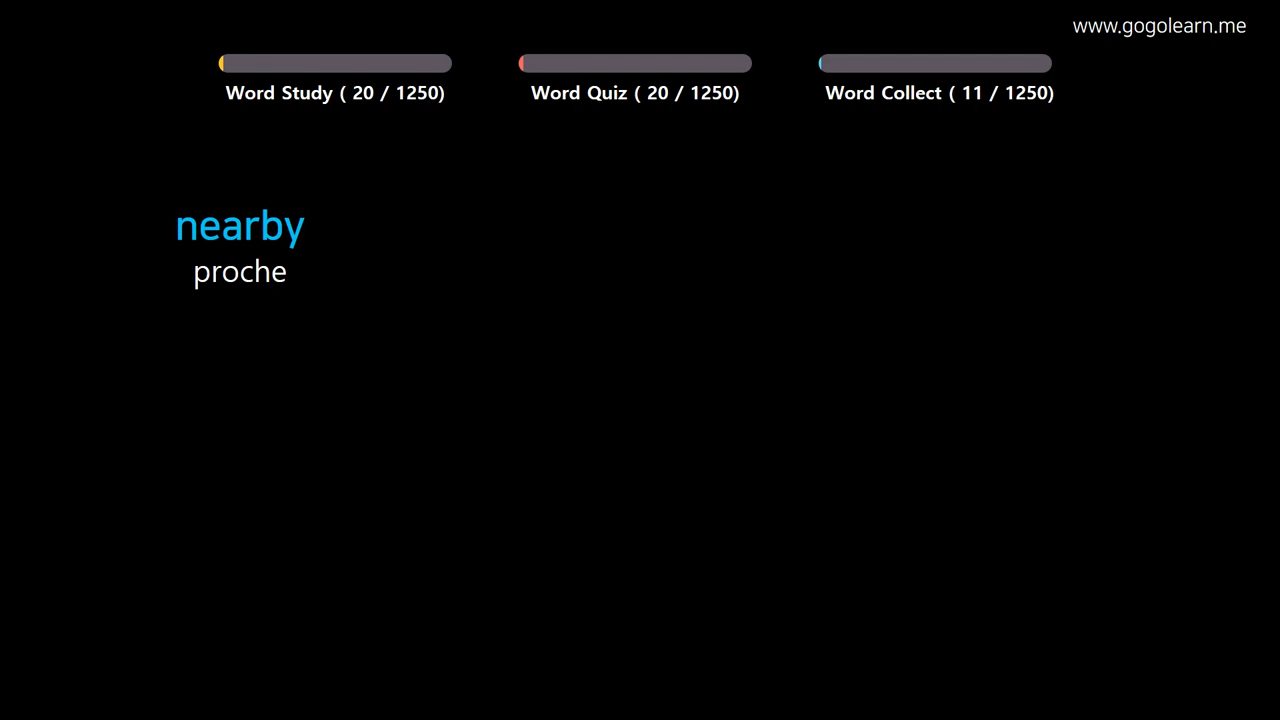 www.gogolearn.me
Word Study ( 20 / 1250)
Word Quiz ( 20 / 1250)
Word Collect ( 11 / 1250)
nearby
proche